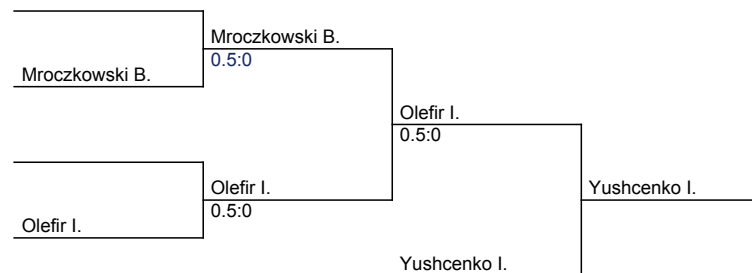 Mroczkowski B.
0.5:0
Mroczkowski B.
Olefir I.
0.5:0
Olefir I.
0.5:0
Yushcenko I.
Olefir I.
Yushcenko I.